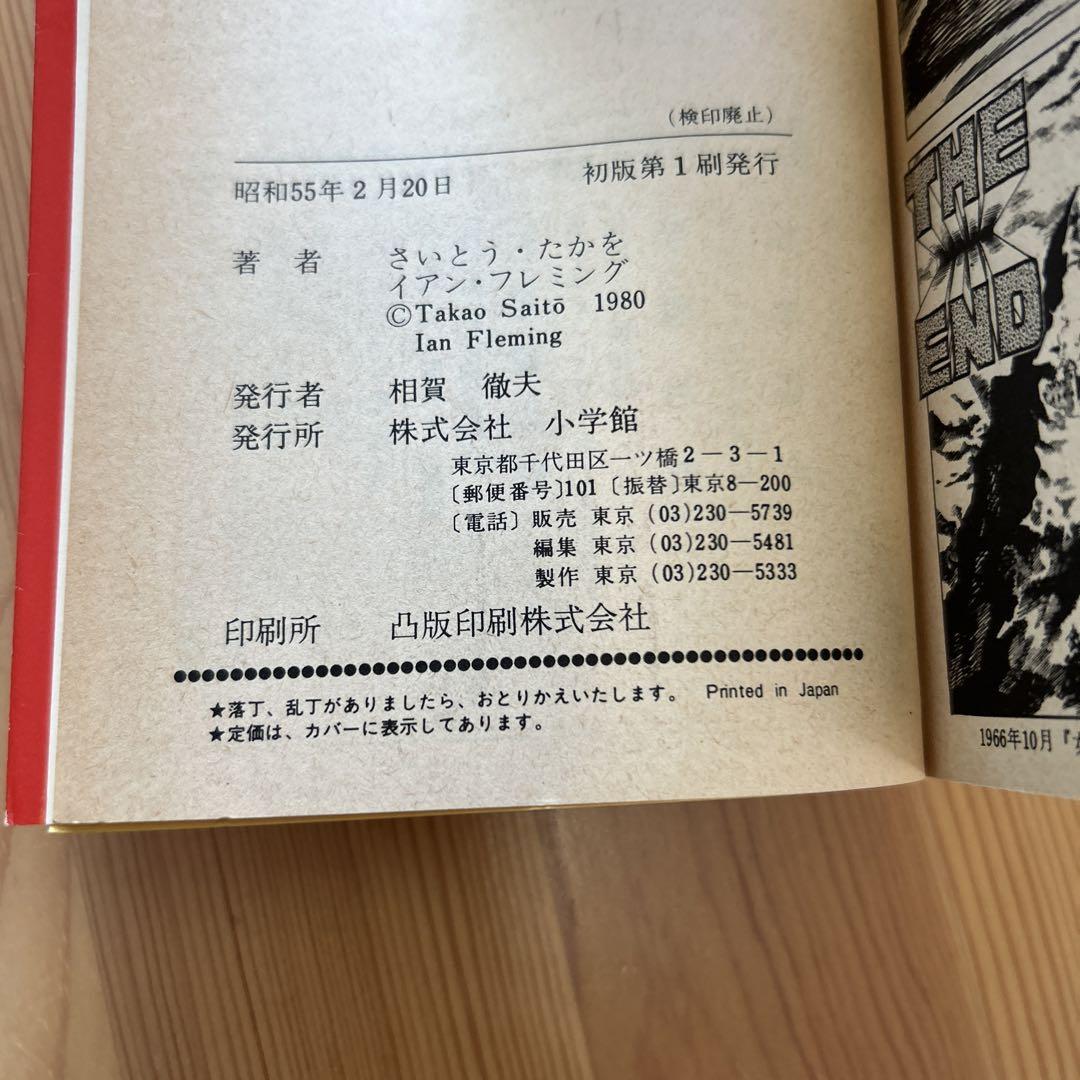 (検印廃止)
昭和55年2月20日 初版第1刷発行
著者 さいとう・たかを
イアン・フレミング
©Takao Saitō 1980
Ian Fleming
発行者 相賀 徹夫
発行所 株式会社 小学館
東京都千代田区一ツ橋2−3−1
〔郵便番号〕101〔振替〕東京8−200
〔電話〕販売 東京(03)230−5739
編集 東京(03)230−5481
製作 東京(03)230−5333
印刷所 凸版印刷株式会社
★落丁、乱丁がありましたら、おとりかえいたします。 Printed in Japan
★定価は、カバーに表示してあります。
THE
END
1966年10月『